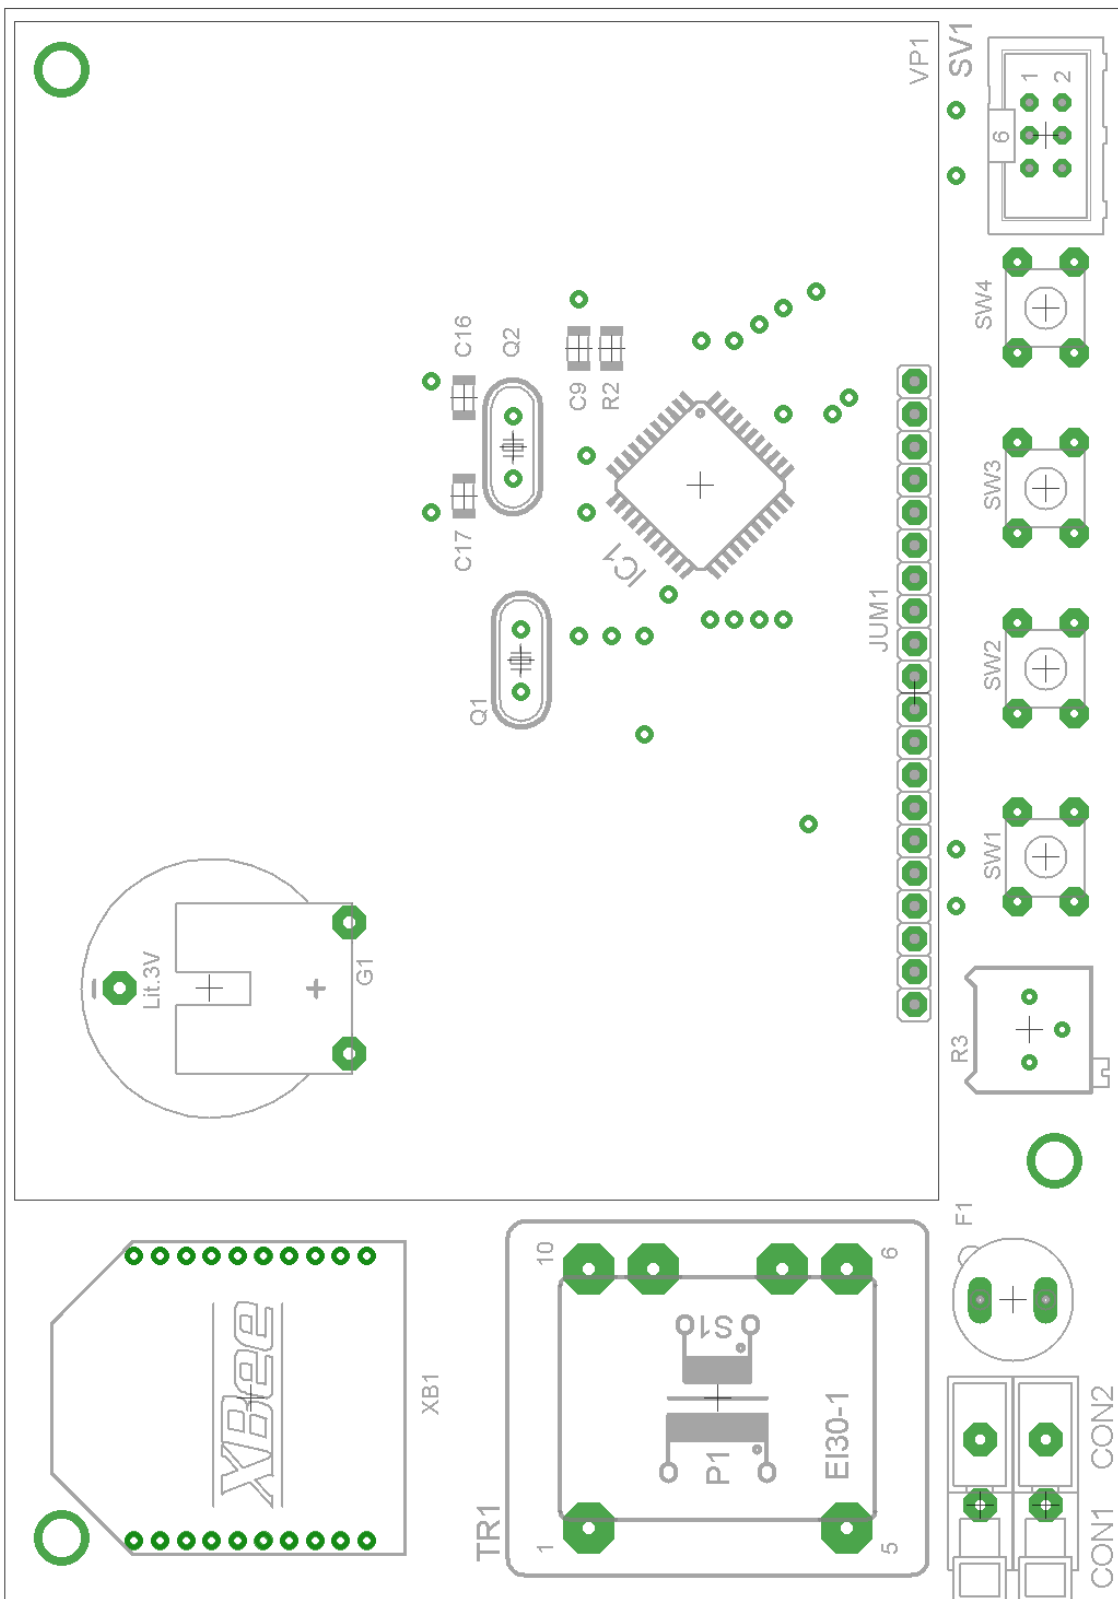 VP1
SV1
1
2
6
SW4
C16
Q2
C9
R2
SW3
C17
IC1
JUM1
SW2
Q1
SW1
Lit.3V
-
+
G1
R3
F1
10
6
S1
XBee
XB1
P1
EI30-1
CON2
TR1
1
5
CON1